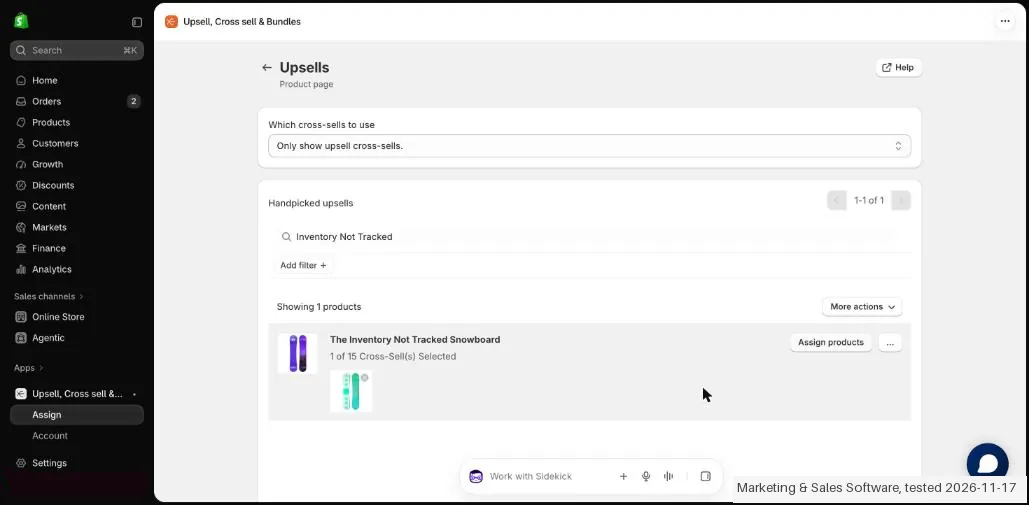 Search ⌘K
Home
Orders 2
Products
Customers
Growth
Discounts
Content
Markets
Finance
Analytics
Sales channels
Online Store
Agentic
Apps
Upsell, Cross sell &...
Assign
Account
Settings
Upsell, Cross sell & Bundles
...
Upsells
Product page
Help
Which cross-sells to use
Only show upsell cross-sells.
Handpicked upsells
1-1 of 1
Inventory Not Tracked
Add filter +
Showing 1 products
More actions
The Inventory Not Tracked Snowboard
1 of 15 Cross-Sell(s) Selected
Assign products
...
Work with Sidekick
Marketing & Sales Software, tested 2026-11-17